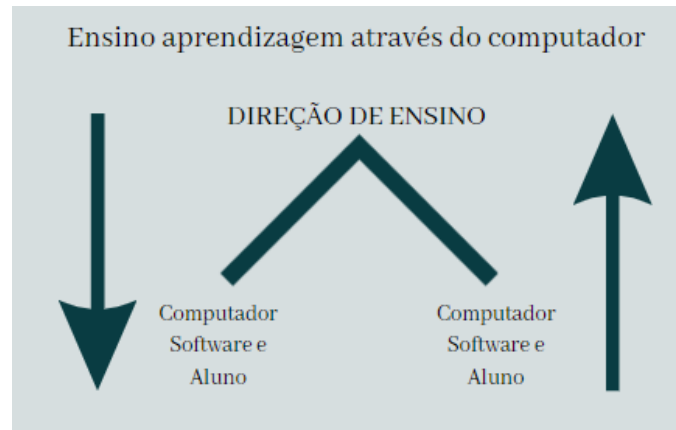 Ensino aprendizagem através do computador
DIREÇÃO DE ENSINO
Computador
Software e
Aluno
Computador
Software e
Aluno